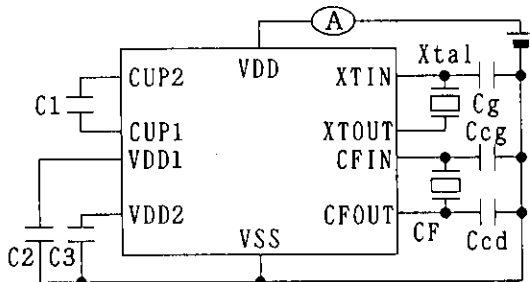 A
VDD
Xtal
CUP2
XTIN
C1
Cg
CUP1
XTOUT
Ccg
VDD1
CFIN
VDD2
CFOUT
CF
C2
C3
VSS
Ccd